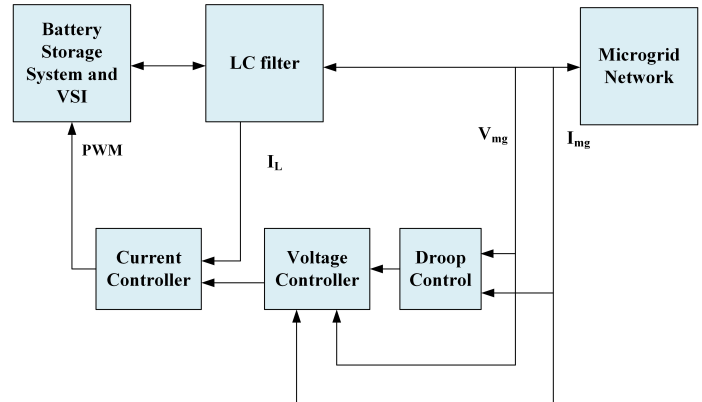 Battery
Storage
System and
VSI
LC filter
Microgrid
Network
PWM
I_L
V_mg
I_mg
Current
Controller
Voltage
Controller
Droop
Control